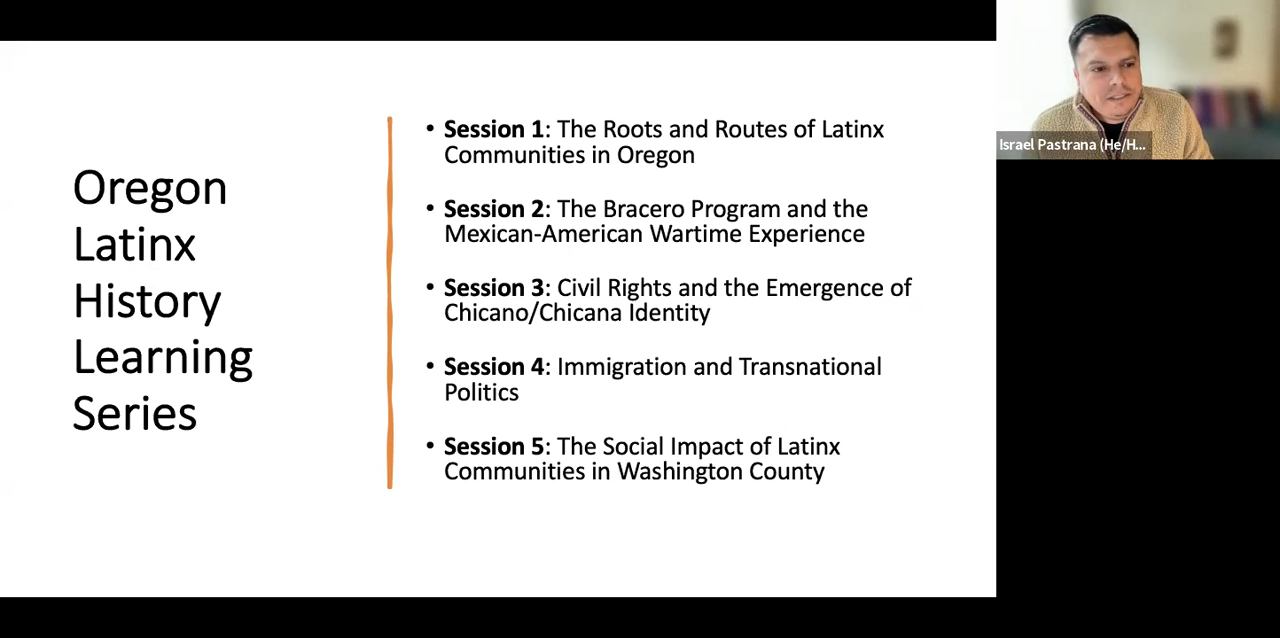 Oregon
Latinx
History
Learning
Series
• Session 1: The Roots and Routes of Latinx
Communities in Oregon
• Session 2: The Bracero Program and the
Mexican-American Wartime Experience
• Session 3: Civil Rights and the Emergence of
Chicano/Chicana Identity
• Session 4: Immigration and Transnational
Politics
• Session 5: The Social Impact of Latinx
Communities in Washington County
Israel Pastrana (He/H...